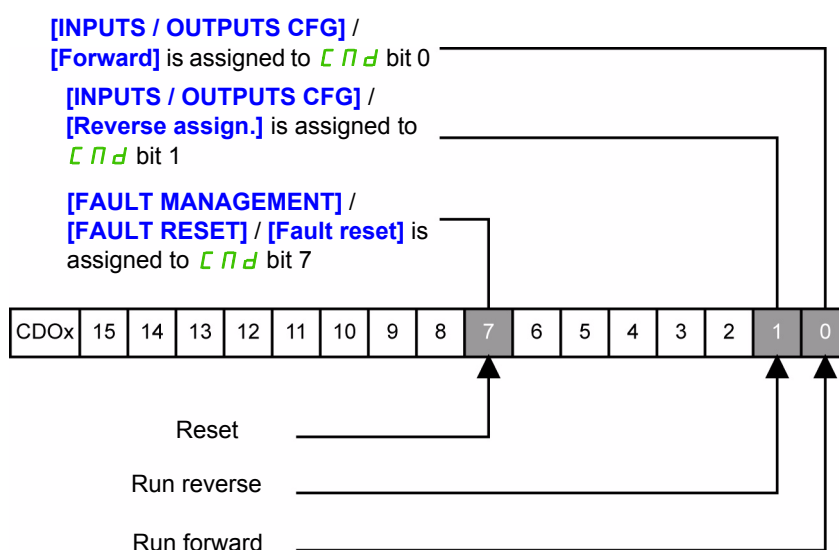 [INPUTS / OUTPUTS CFG] /
[Forward] is assigned to CMd bit 0
[INPUTS / OUTPUTS CFG] /
[Reverse assign.] is assigned to
CMd bit 1
[FAULT MANAGEMENT] /
[FAULT RESET] / [Fault reset] is
assigned to CMd bit 7
CDOx 15 14 13 12 11 10 9 8 7 6 5 4 3 2 1 0
Reset
Run reverse
Run forward